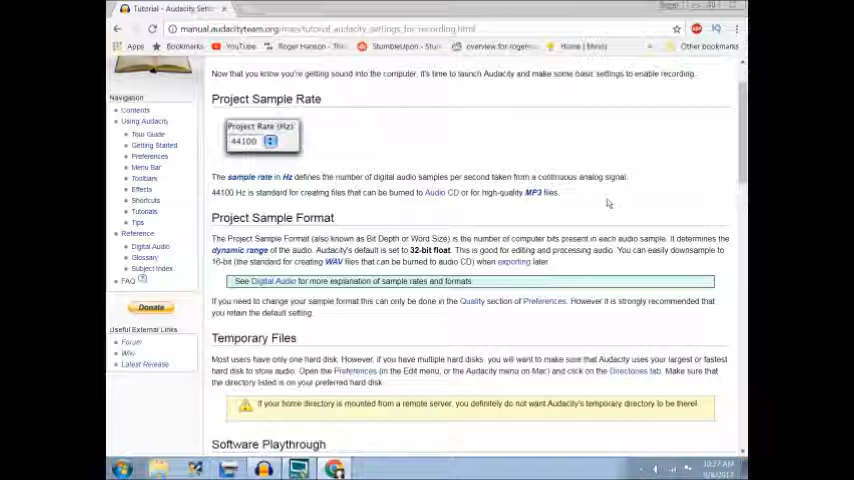 Tutorial - Audacity Setti
manual.audacityteam.org/man/tutorial_audacity_settings_for_recording.html
Apps Bookmarks YouTube Roger Hanson - The StumbleUpon - Stum overview for roger Home | Mindy » Other bookmarks
Now that you know you're getting sound into the computer, it's time to launch Audacity and make some basic settings to enable recording.
Navigation
Contents
Using Audacity
Tour Guide
Getting Started
Preferences
Menu Bar
Toolbars
Effects
Shortcuts
Tutorials
Tips
Reference
Digital Audio
Glossary
Subject Index
FAQ [?]
Donate
Useful External Links
Forum
Wiki
Latest Release
Project Sample Rate
Project Rate (Hz)
44100
The sample rate in Hz defines the number of digital audio samples per second taken from a continuous analog signal.
44100 Hz is standard for creating files that can be burned to Audio CD or for high-quality MP3 files.
Project Sample Format
The Project Sample Format (also known as Bit Depth or Word Size) is the number of computer bits present in each audio sample. It determines the
dynamic range of the audio. Audacity's default is set to 32-bit float. This is good for editing and processing audio. You can easily downsample to
16-bit (the standard for creating WAV files that can be burned to audio CD) when exporting later.
See Digital Audio for more explanation of sample rates and formats
If you need to change your sample format this can only be done in the Quality section of Preferences. However it is strongly recommended that
you retain the default setting.
Temporary Files
Most users have only one hard disk. However, if you have multiple hard disks, you will want to make sure that Audacity uses your largest or fastest
hard disk to store audio. Open the Preferences (in the Edit menu, or the Audacity menu on Mac) and click on the Directories tab. Make sure that
the directory listed is on your preferred hard disk.
If your home directory is mounted from a remote server, you definitely do not want Audacity's temporary directory to be there!
Software Playthrough
10:27 AM